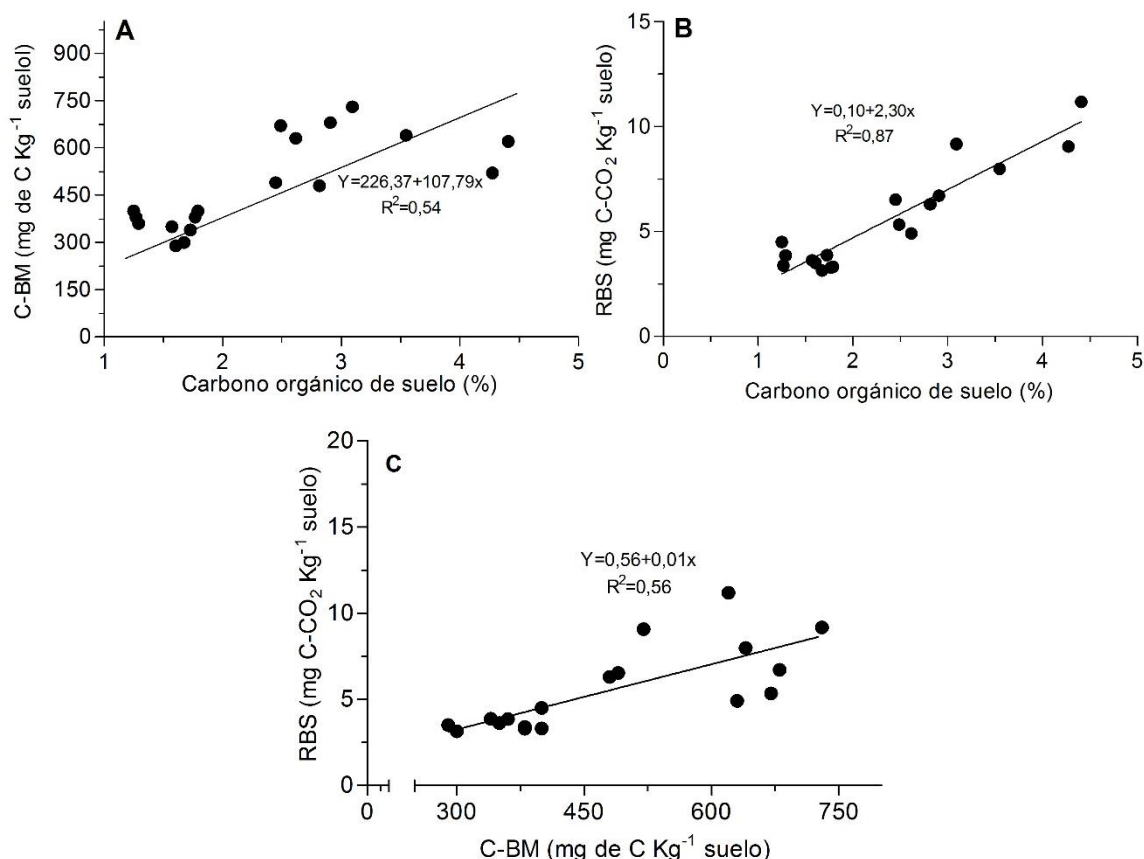 A
C-BM (mg de C Kg⁻¹ suelol)
900
750
600
450
300
150
0
Y=226,37+107,79x
R²=0,54
1 2 3 4 5
Carbono orgánico de suelo (%)
B
RBS (mg C-CO₂ Kg⁻¹ suelo)
15
10
5
0
Y=0,10+2,30x
R²=0,87
0 1 2 3 4 5
Carbono orgánico de suelo (%)
C
RBS (mg C-CO₂ Kg⁻¹ suelo)
20
15
10
5
0
Y=0,56+0,01x
R²=0,56
0 300 450 600 750
C-BM (mg de C Kg⁻¹ suelo)